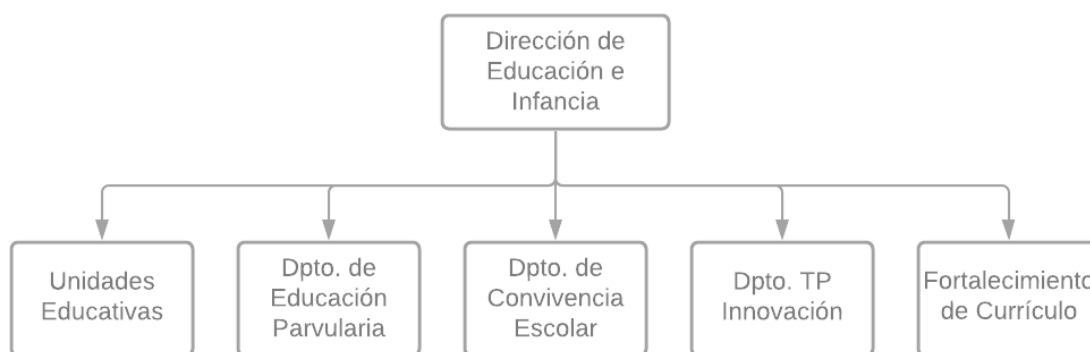 Dirección de
Educación e
Infancia
Unidades
Educativas
Dpto. de
Educación
Parvularia
Dpto. de
Convivencia
Escolar
Dpto. TP
Innovación
Fortalecimiento
de Currículo